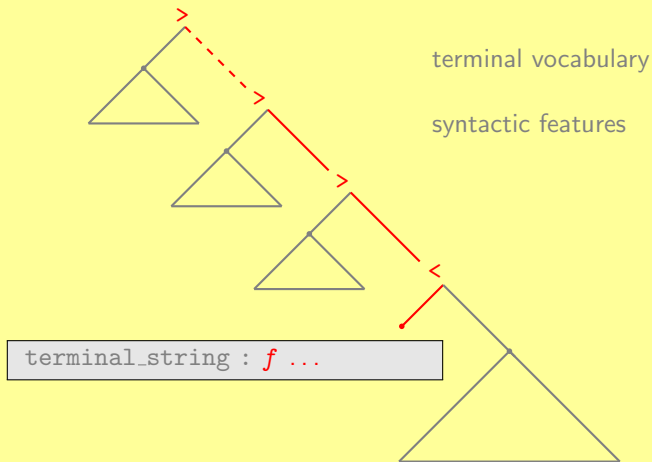 >
terminal vocabulary
>
syntactic features
>
<
terminal_string : f ...